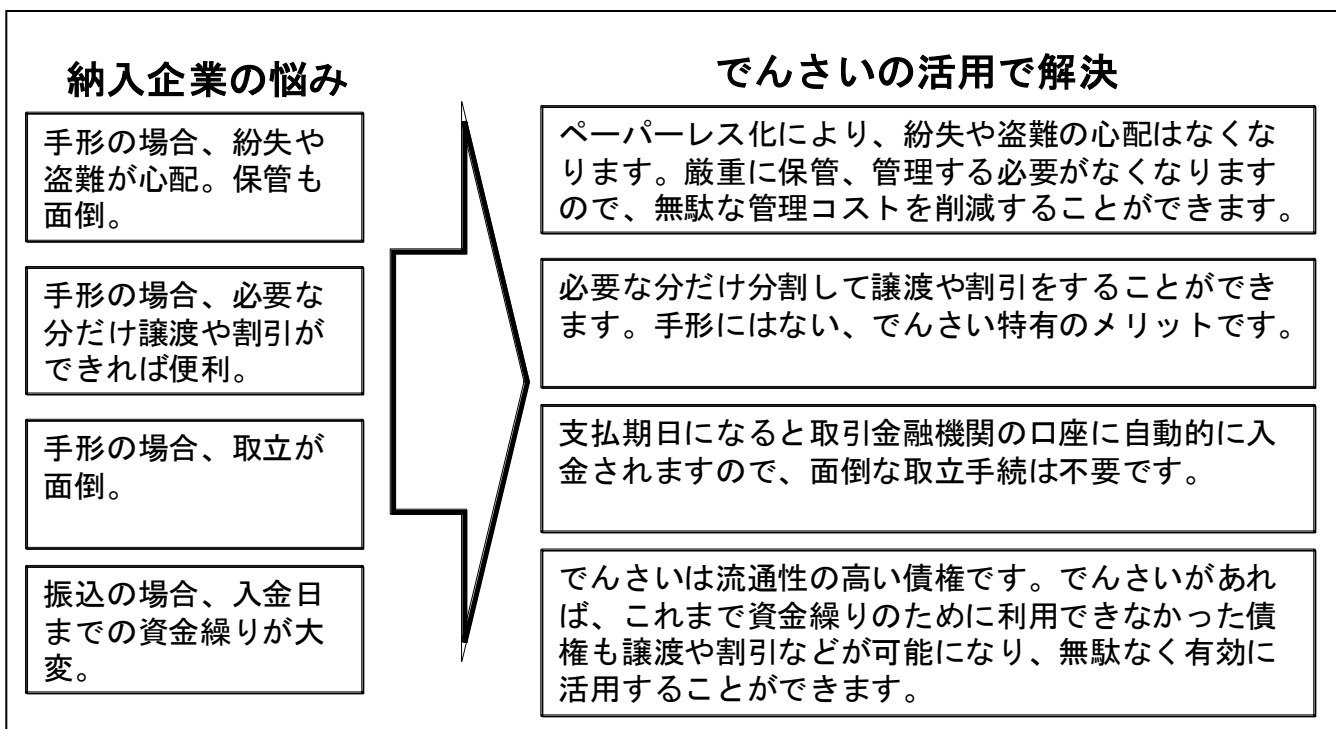 納入企業の悩み
手形の場合、紛失や
盗難が心配。保管も
面倒。
手形の場合、必要な
分だけ譲渡や割引が
できれば便利。
手形の場合、取立が
面倒。
振込の場合、入金日
までの資金繰りが大
変。
でんさいの活用で解決
ペーパーレス化により、紛失や盗難の心配はなくな
ります。厳重に保管、管理する必要がなくなります
ので、無駄な管理コストを削減することができます。
必要な分だけ分割して譲渡や割引をすることができ
ます。手形にはない、でんさい特有のメリットです。
支払期日になると取引金融機関の口座に自動的に入
金されますので、面倒な取立手続は不要です。
でんさいは流通性の高い債権です。でんさいがあれ
ば、これまで資金繰りのために利用できなかった債
権も譲渡や割引などが可能になり、無駄なく有効に
活用することができます。